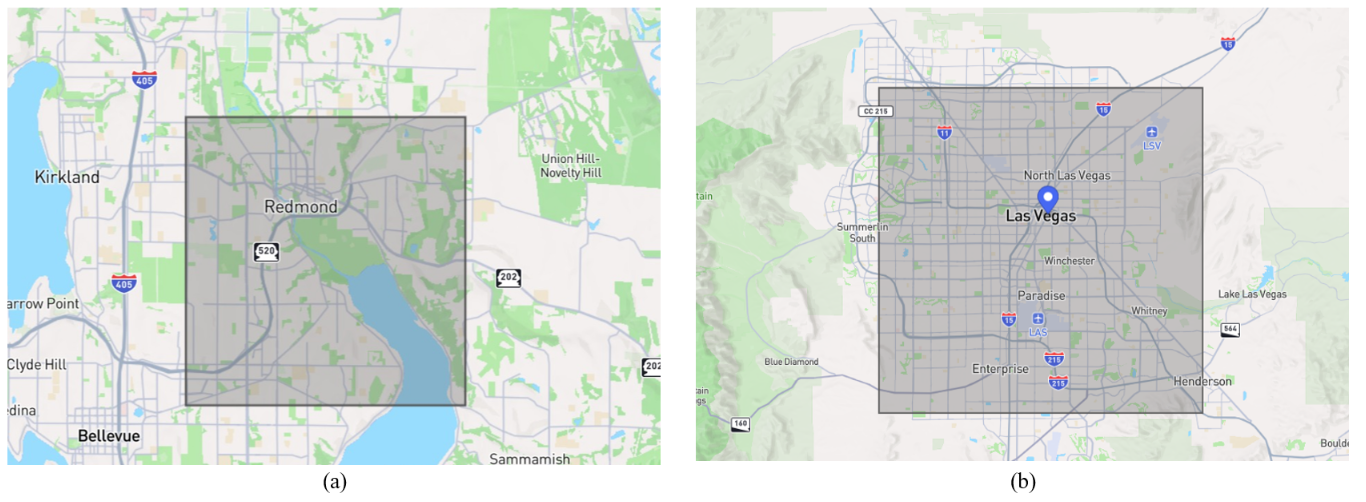 405
Kirkland
Union Hill-
Novelty Hill
Redmond
520
202
405
arrow Point
Clyde Hill
202
edina
Bellevue
Sammamish
(a)
15
CC 215
15
11
LSV
North Las Vegas
tain
Las Vegas
Summerlin
South
Winchester
Paradise
Lake Las Vegas
Whitney
15
LAS
564
Blue Diamond
215
Enterprise
215
Henderson
tain
gs
160
Boulde
(b)